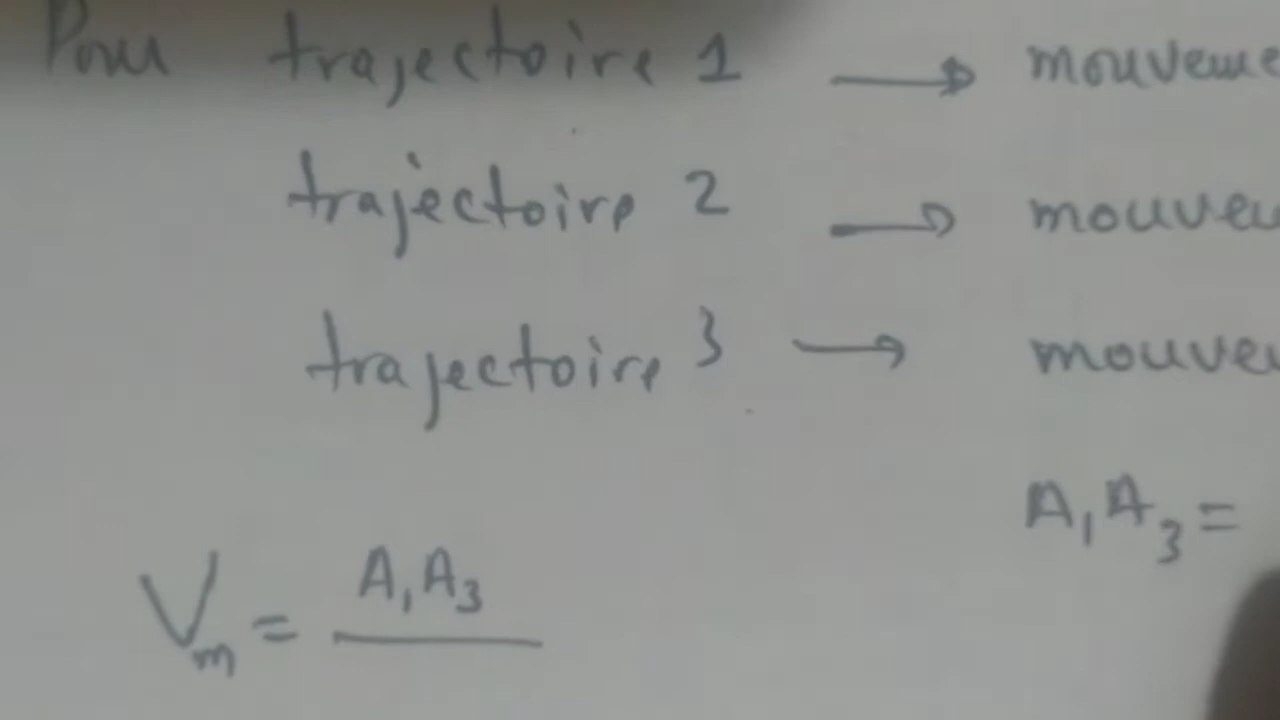 Pour trajectoire 1 → mouveme
trajectoire 2 → mouve
trajectoire 3 → mouve
A₁A₃ =
Vm = A₁A₃